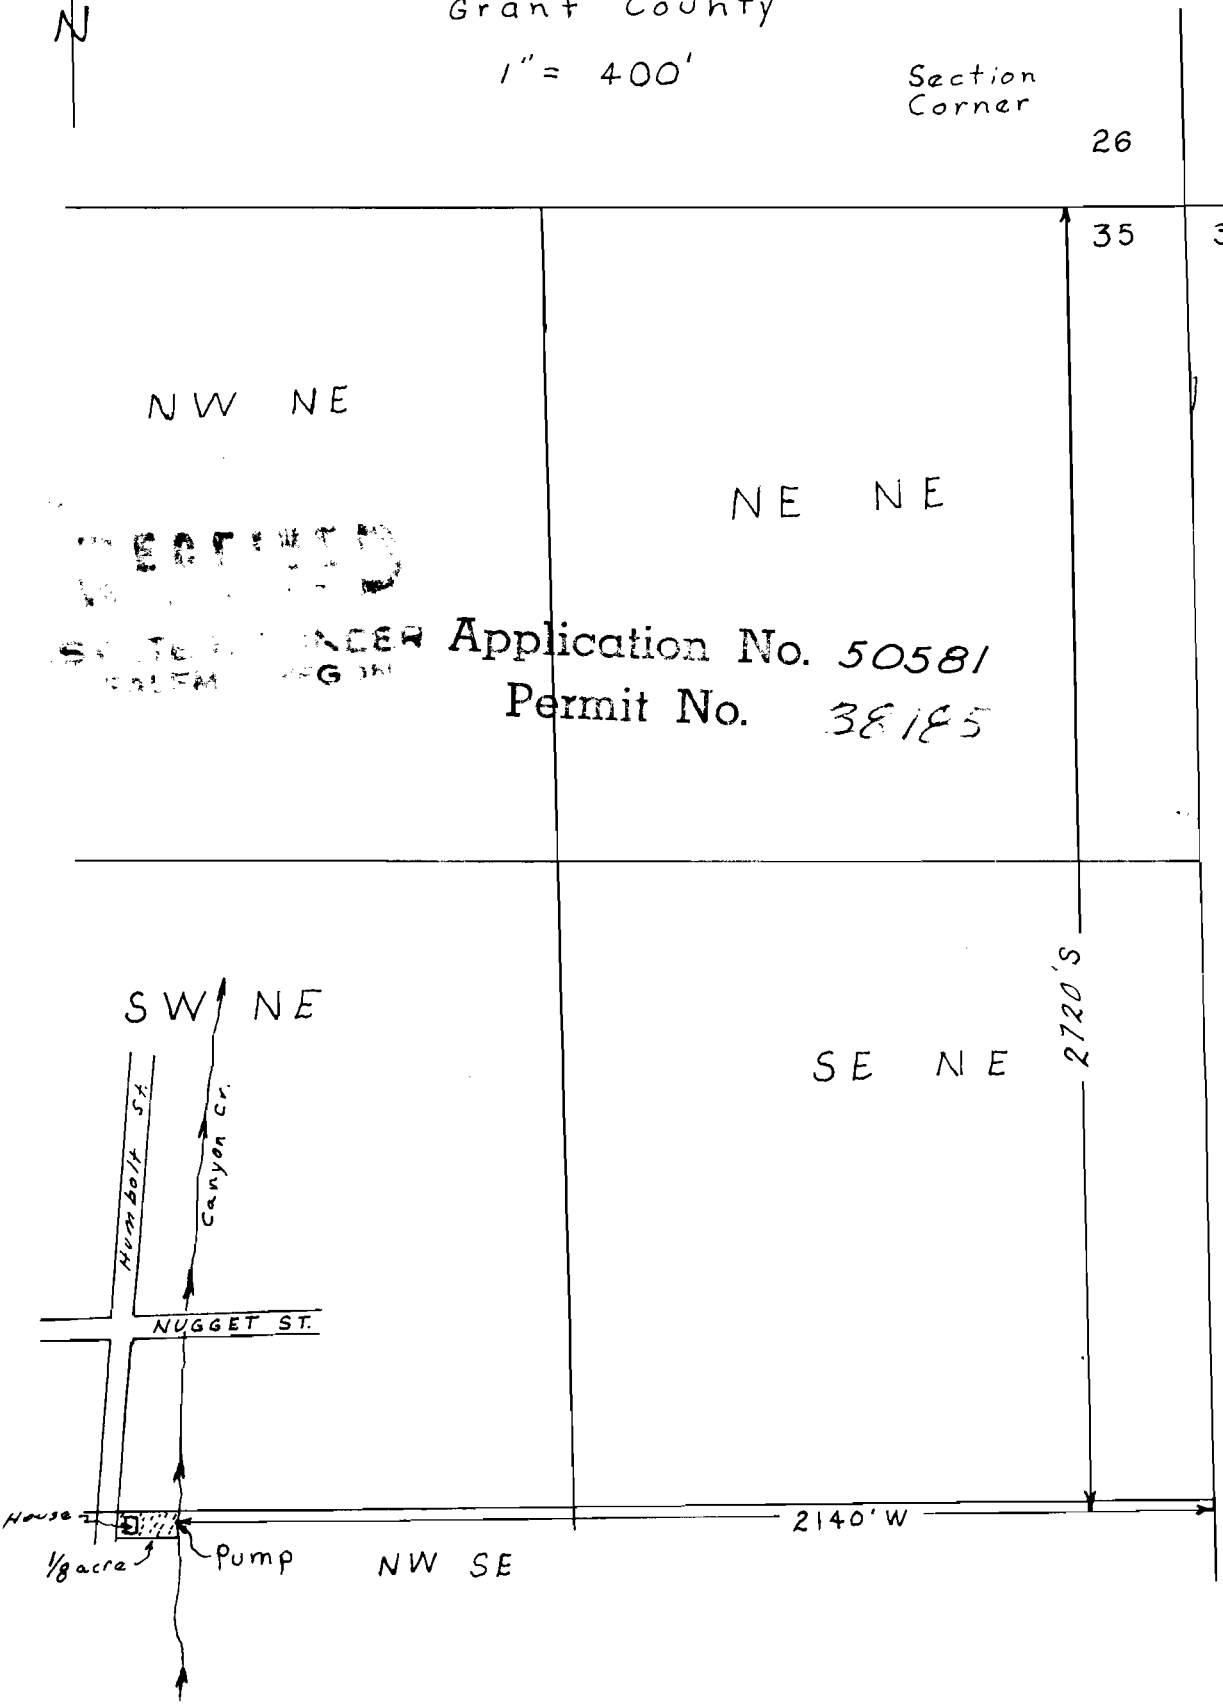 N
Grant County
1" = 400'
Section
Corner
26
35
NW NE
NE NE
Application No. 50581
Permit No. 38185
SW NE
SE NE
2720'S
Humbolt St.
Canyon Cr.
NUGGET ST.
House
2140'W
1/8 acre
Pump
NW SE